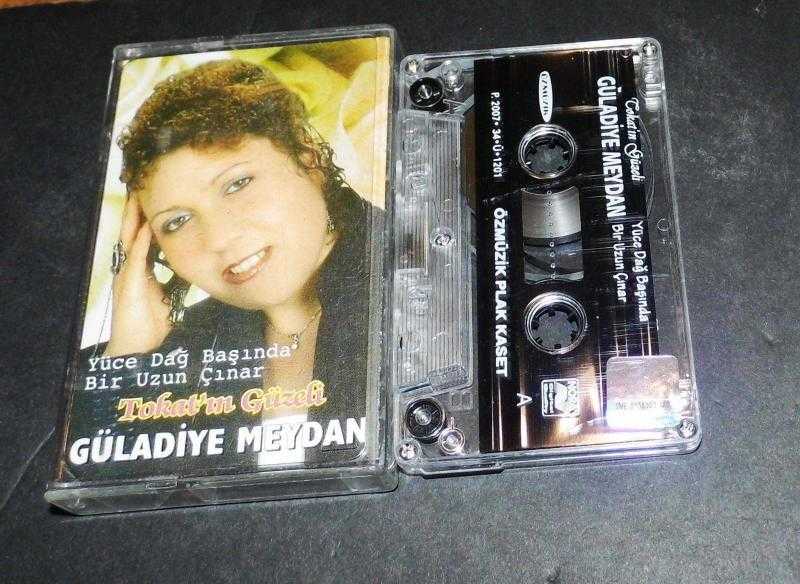 Yüce Dağ Başında
Bir Uzun Çınar
Tokat'ın Güzeli
GÜLADİYE MEYDAN
ÖZMÜZİK
P. 2007 • 34 • Ü • 1201
Tokat'ın Güzeli
GÜLADİYE MEYDAN
Yüce Dağ Başında
Bir Uzun Çınar
ÖZMÜZİK PLAK KASET
A